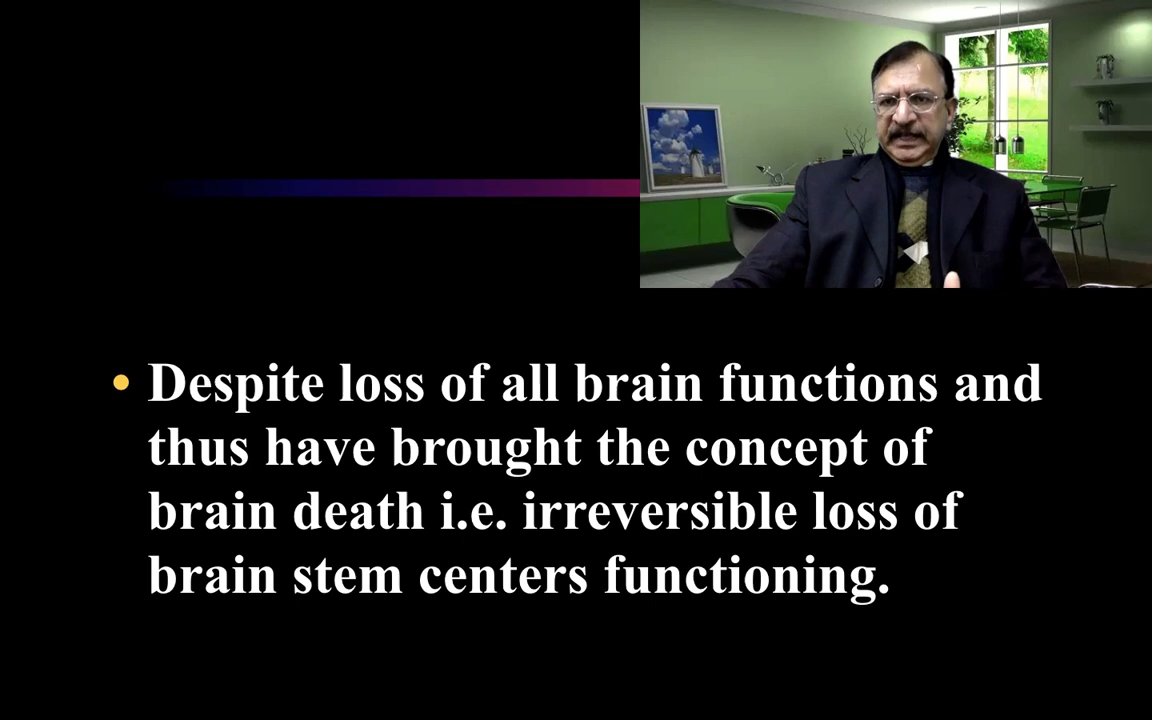 • Despite loss of all brain functions and
thus have brought the concept of
brain death i.e. irreversible loss of
brain stem centers functioning.